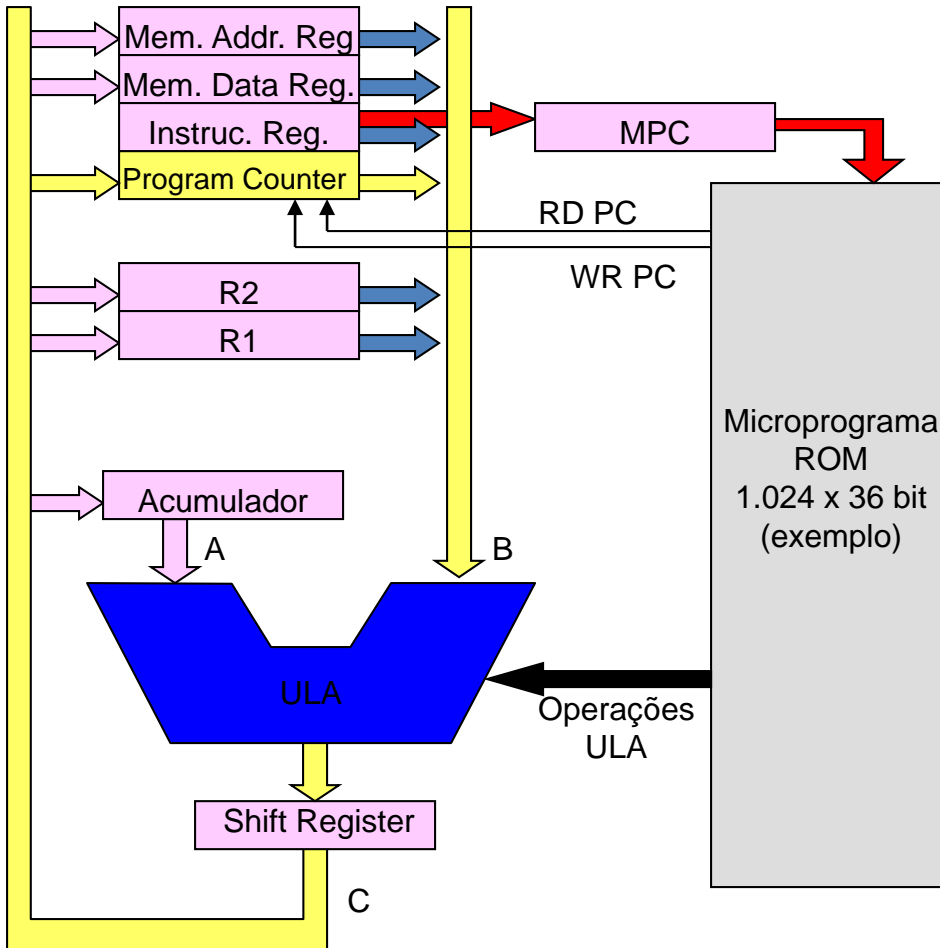 Mem. Addr. Reg
Mem. Data Reg.
Instruc. Reg.
Program Counter
MPC
RD PC
WR PC
R2
R1
Microprograma
ROM
1.024 x 36 bit
(exemplo)
Acumulador
A
B
ULA
Operações
ULA
Shift Register
C